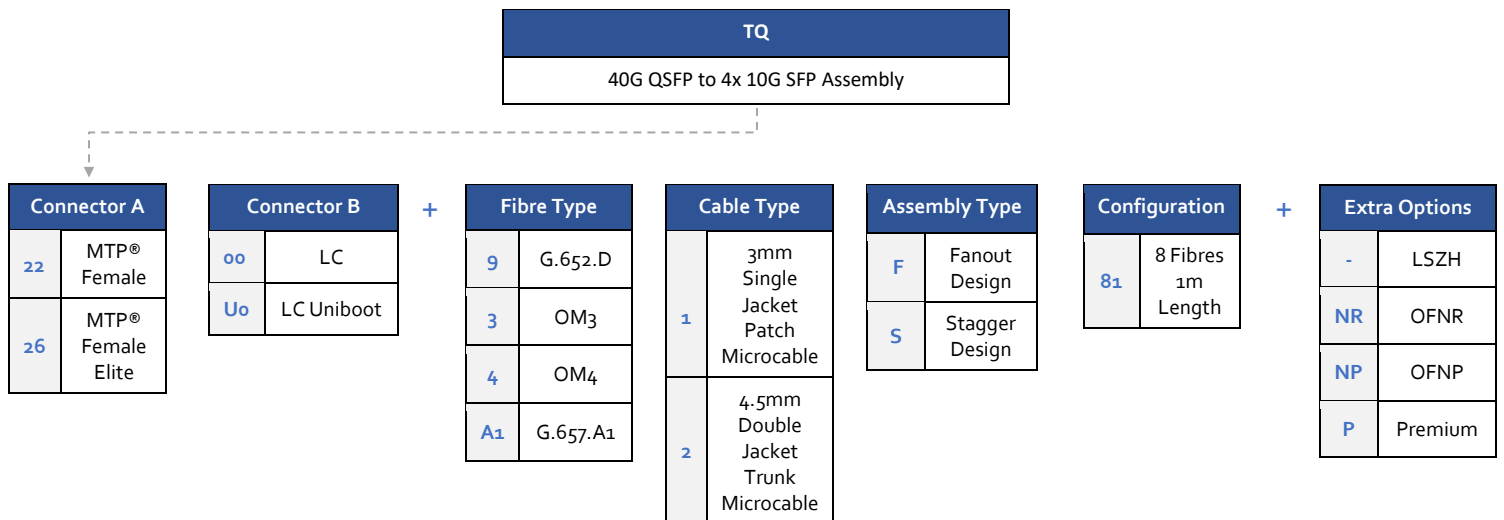 TQ
40G QSFP to 4x 10G SFP Assembly
Connector A
22
MTP®
Female
26
MTP®
Female
Elite
Connector B
00
LC
U0
LC Uniboot
+
Fibre Type
9
G.652.D
3
OM3
4
OM4
A1
G.657.A1
Cable Type
1
3mm
Single
Jacket
Patch
Microcable
2
4.5mm
Double
Jacket
Trunk
Microcable
Assembly Type
F
Fanout
Design
S
Stagger
Design
Configuration
81
8 Fibres
1m
Length
+
Extra Options
-
LSZH
NR
OFNR
NP
OFNP
P
Premium